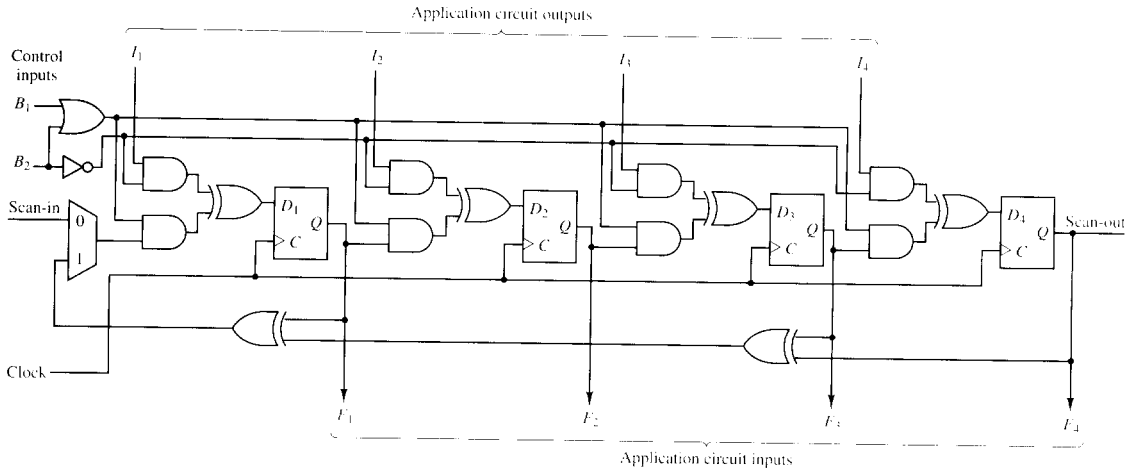 Application circuit outputs
Control inputs
I1 I2 I3 I4
B1
B2
Scan-in
0
1
D1 Q C
D2 Q C
D3 Q C
D4 Q C
Scan-out
Clock
F1 F2 F3 F4
Application circuit inputs